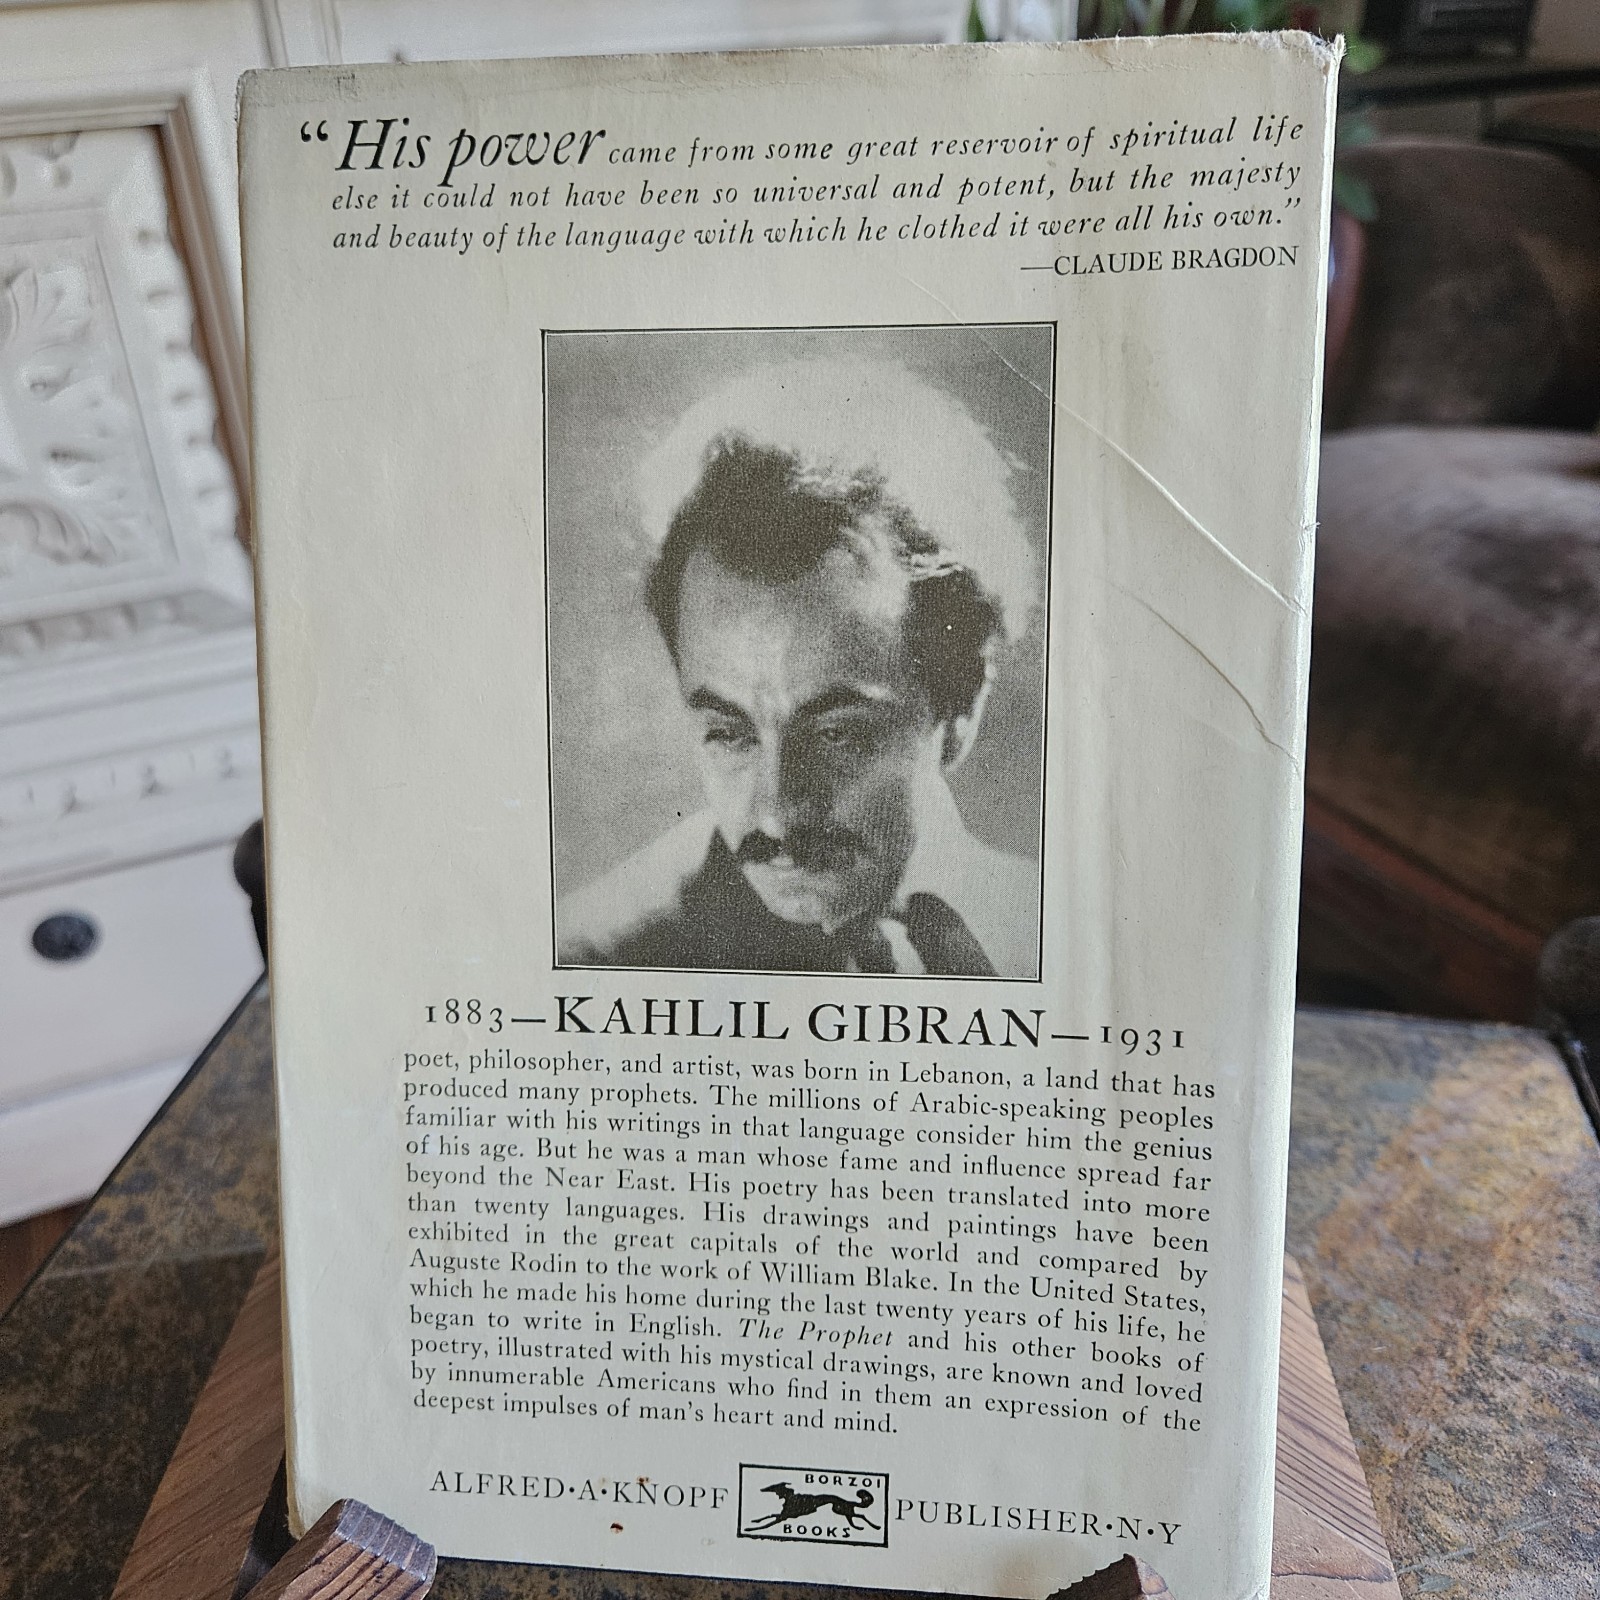 “His power came from some great reservoir of spiritual life
else it could not have been so universal and potent, but the majesty
and beauty of the language with which he clothed it were all his own.”
—CLAUDE BRAGDON
1883—KAHLIL GIBRAN—1931
poet, philosopher, and artist, was born in Lebanon, a land that has
produced many prophets. The millions of Arabic-speaking peoples
familiar with his writings in that language consider him the genius
of his age. But he was a man whose fame and influence spread far
beyond the Near East. His poetry has been translated into more
than twenty languages. His drawings and paintings have been
exhibited in the great capitals of the world and compared by
Auguste Rodin to the work of William Blake. In the United States,
which he made his home during the last twenty years of his life, he
began to write in English. The Prophet and his other books of
poetry, illustrated with his mystical drawings, are known and loved
by innumerable Americans who find in them an expression of the
deepest impulses of man's heart and mind.
ALFRED·A·KNOPF BORZOI BOOKS PUBLISHER·N·Y